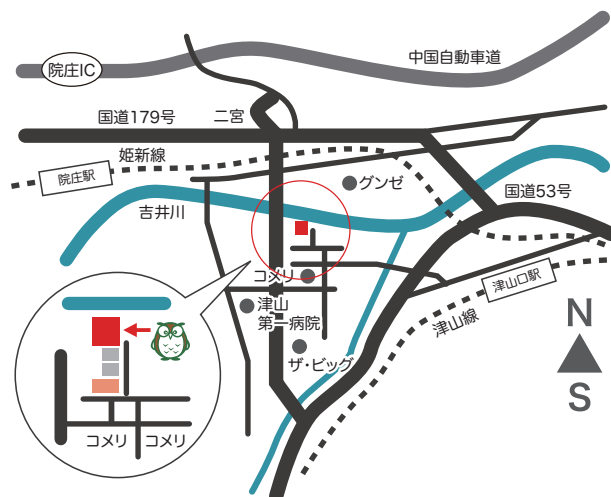 院庄IC
中国自動車道
国道179号
二宮
姫新線
院庄駅
グンゼ
国道53号
吉井川
コメリ
津山口駅
津山
第一病院
津山線
ザ・ビッグ
N
S
コメリ
コメリ